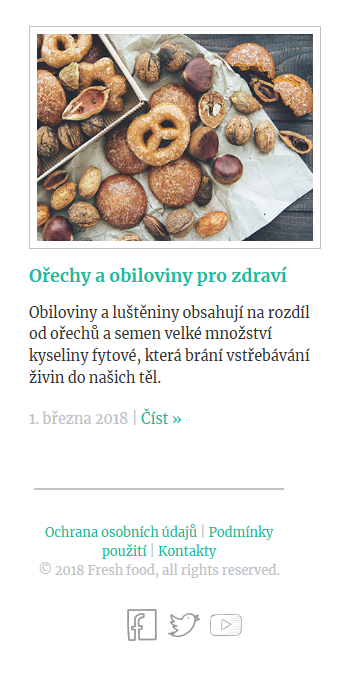 Ořechy a obiloviny pro zdraví
Obiloviny a luštěniny obsahují na rozdíl
od ořechů a semen velké množství
kyseliny fytové, která brání vstřebávání
živin do našich těl.
1. března 2018 | Číst »
Ochrana osobních údajů | Podmínky
použití | Kontakty
© 2018 Fresh food, all rights reserved.